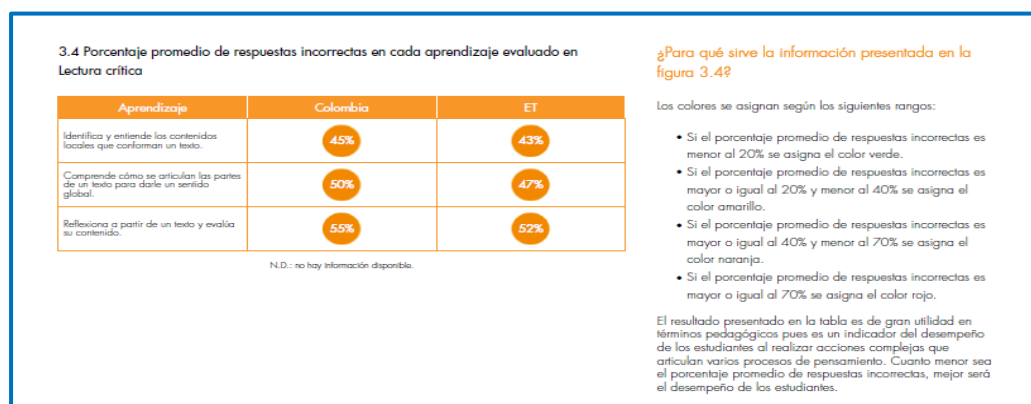 3.4 Porcentaje promedio de respuestas incorrectas en cada aprendizaje evaluado en
Lectura crítica
Aprendizaje Colombia ET
Identifica y entiende los contenidos
locales que conforman un texto.
45% 43%
Comprende cómo se articulan las partes
de un texto para darle un sentido
global.
50% 47%
Reflexiona a partir de un texto y evalúa
su contenido.
55% 52%
N.D.: no hay información disponible.
¿Para qué sirve la información presentada en la
figura 3.4?
Los colores se asignan según los siguientes rangos:
• Si el porcentaje promedio de respuestas incorrectas es
menor al 20% se asigna el color verde.
• Si el porcentaje promedio de respuestas incorrectas es
mayor o igual al 20% y menor al 40% se asigna el
color amarillo.
• Si el porcentaje promedio de respuestas incorrectas es
mayor o igual al 40% y menor al 70% se asigna el
color naranja.
• Si el porcentaje promedio de respuestas incorrectas es
mayor o igual al 70% se asigna el color rojo.
El resultado presentado en la tabla es de gran utilidad en
términos pedagógicos pues es un indicador del desempeño
de los estudiantes al realizar acciones complejas que
articulan varios procesos de pensamiento. Cuanto menor sea
el porcentaje promedio de respuestas incorrectas, mejor será
el desempeño de los estudiantes.